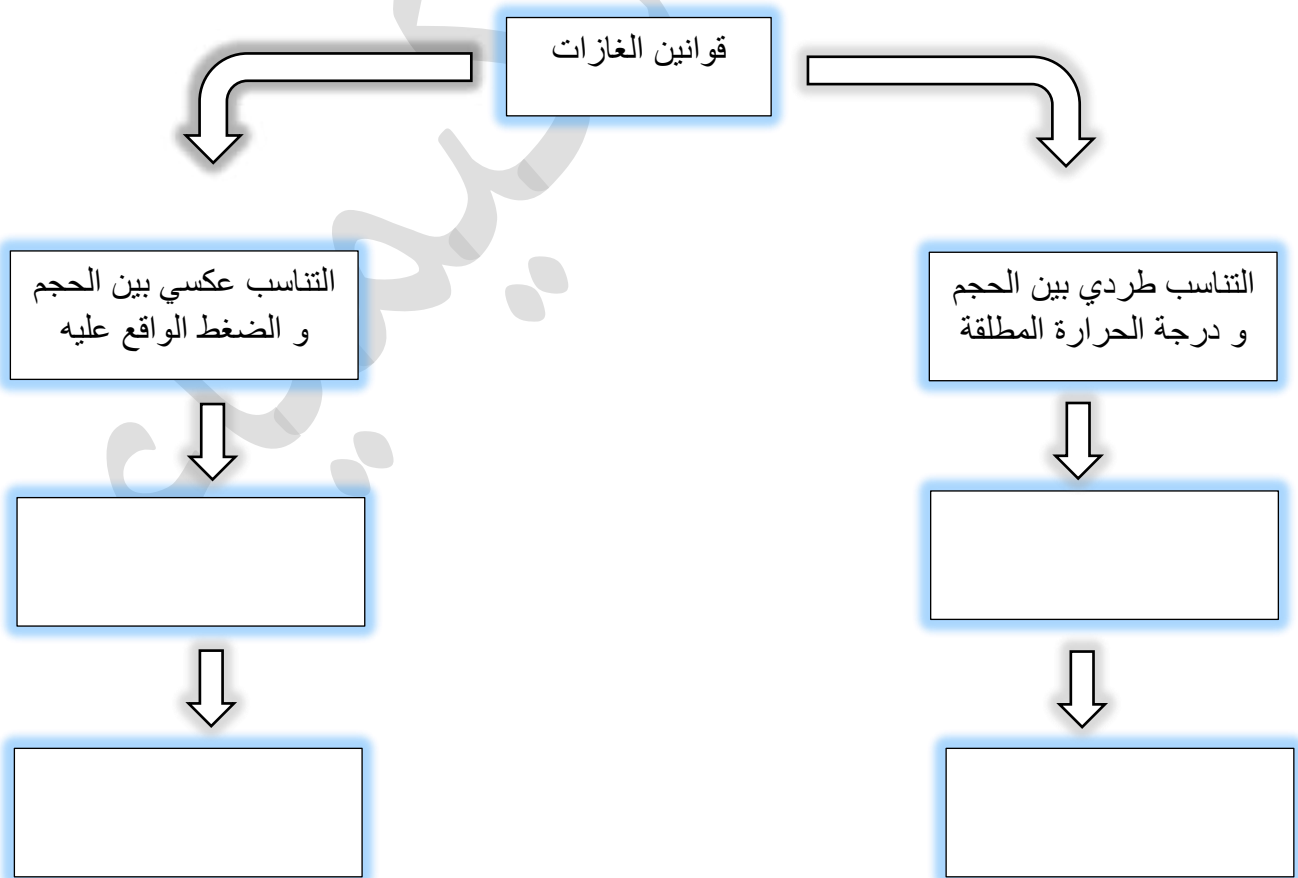 قوانين الغازات
التناسب طردي بين الحجم
و درجة الحرارة المطلقة
التناسب عكسي بين الحجم
و الضغط الواقع عليه